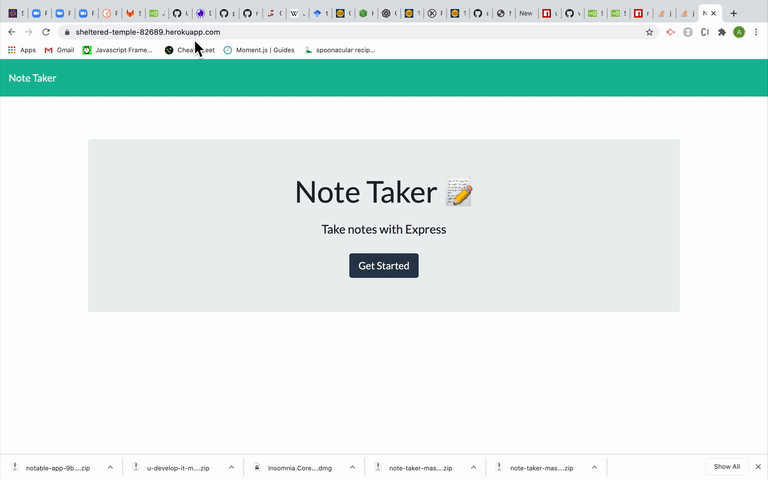 New
sheltered-temple-82689.herokuapp.com
A
Apps
Gmail
Javascript Frame...
Moment.js | Guides
spoonacular recip...
Note Taker
Note Taker
Take notes with Express
Get Started
notable-app-9b....zip
u-develop-it-m....zip
Insomnia.Core....dmg
note-taker-mas....zip
note-taker-mas....zip
Show All